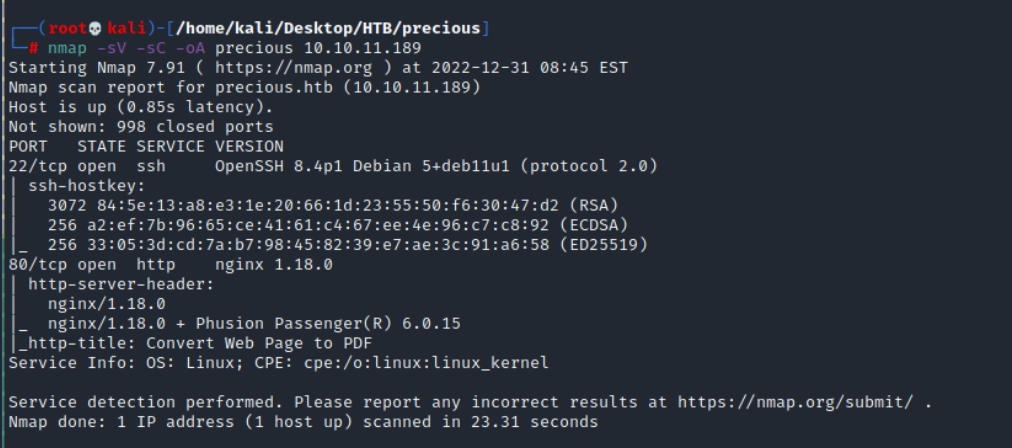 ┌──(root💀kali)-[/home/kali/Desktop/HTB/precious]
└─# nmap -sV -sC -oA precious 10.10.11.189
Starting Nmap 7.91 ( https://nmap.org ) at 2022-12-31 08:45 EST
Nmap scan report for precious.htb (10.10.11.189)
Host is up (0.85s latency).
Not shown: 998 closed ports
PORT   STATE SERVICE VERSION
22/tcp open  ssh     OpenSSH 8.4p1 Debian 5+deb11u1 (protocol 2.0)
| ssh-hostkey:
|   3072 84:5e:13:a8:e3:1e:20:66:1d:23:55:50:f6:30:47:d2 (RSA)
|   256 a2:ef:7b:96:65:ce:41:61:c4:67:ee:4e:96:c7:c8:92 (ECDSA)
|_  256 33:05:3d:cd:7a:b7:98:45:82:39:e7:ae:3c:91:a6:58 (ED25519)
80/tcp open  http    nginx 1.18.0
| http-server-header:
|   nginx/1.18.0
|_  nginx/1.18.0 + Phusion Passenger(R) 6.0.15
|_http-title: Convert Web Page to PDF
Service Info: OS: Linux; CPE: cpe:/o:linux:linux_kernel

Service detection performed. Please report any incorrect results at https://nmap.org/submit/ .
Nmap done: 1 IP address (1 host up) scanned in 23.31 seconds